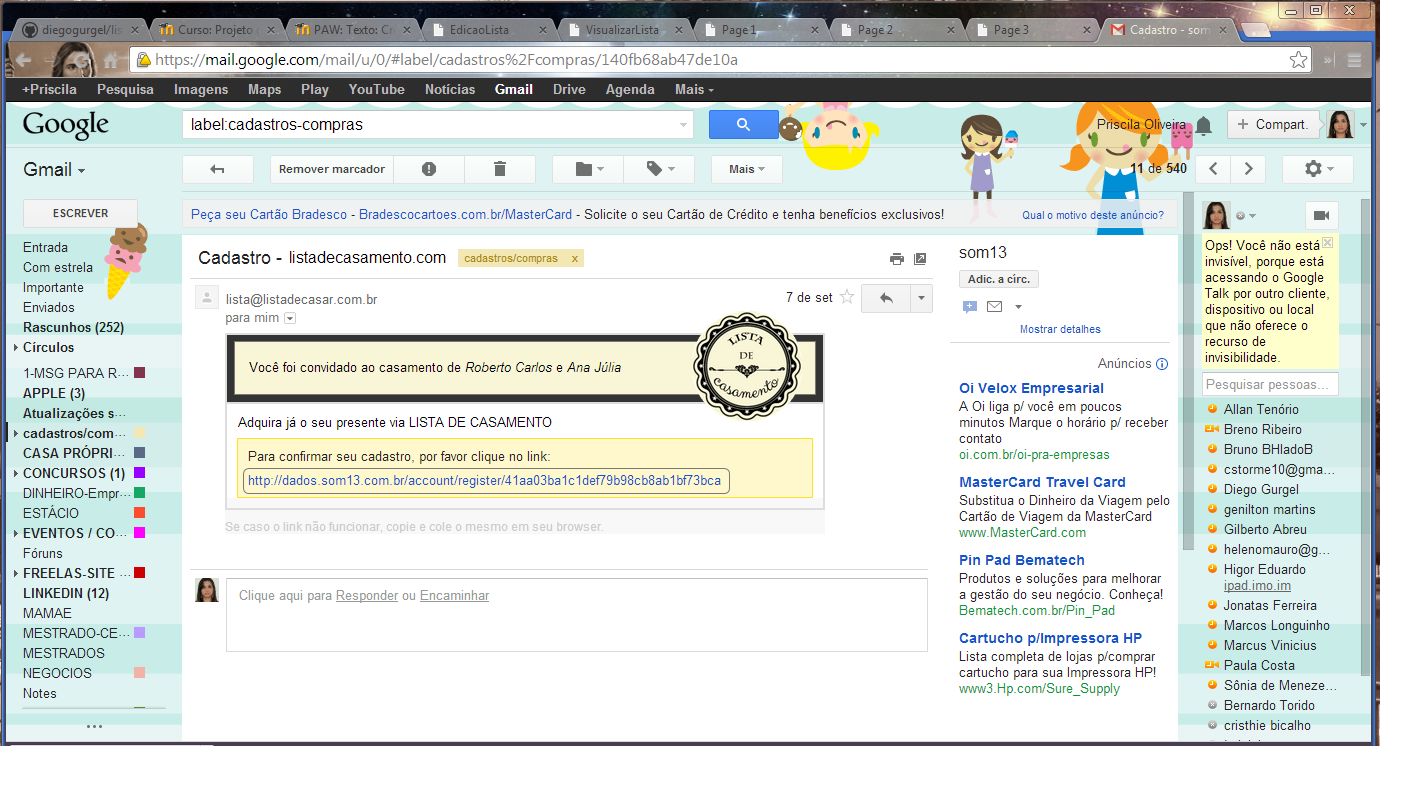 diegogurgel/lis
Curso: Projeto
PAW: Texto: Cr
EdicaoLista
VisualizarLista
Page 1
Page 2
Page 3
Cadastro - som
https://mail.google.com/mail/u/0/#label/cadastros%2Fcompras/140fb68ab47de10a
+Priscila Pesquisa Imagens Maps Play YouTube Notícias Gmail Drive Agenda Mais
Google
label:cadastros-compras
Priscila Oliveira
+ Compart.
Gmail
Remover marcador
Mais
11 de 540
ESCREVER
Entrada
Com estrela
Importante
Enviados
Rascunhos (252)
Círculos
1-MSG PARA R...
APPLE (3)
Atualizações s...
cadastros/com...
CASA PRÓPRI...
CONCURSOS (1)
DINHEIRO-Empr...
ESTÁCIO
EVENTOS / CO...
Fóruns
FREELAS-SITE ...
LINKEDIN (12)
MAMAE
MESTRADO-CE...
MESTRADOS
NEGOCIOS
Notes
Peça seu Cartão Bradesco - Bradescocartoes.com.br/MasterCard - Solicite o seu Cartão de Crédito e tenha benefícios exclusivos!
Qual o motivo deste anúncio?
Cadastro - listadecasamento.com
cadastros/compras x
lista@listadecasar.com.br
7 de set
para mim
Você foi convidado ao casamento de Roberto Carlos e Ana Júlia
LISTA
DE
casamento
Adquira já o seu presente via LISTA DE CASAMENTO
Para confirmar seu cadastro, por favor clique no link:
http://dados.som13.com.br/account/register/41aa03ba1c1def79b98cb8ab1bf73bca
Se caso o link não funcionar, copie e cole o mesmo em seu browser.
Clique aqui para Responder ou Encaminhar
som13
Adic. a círc.
Mostrar detalhes
Anúncios
Oi Velox Empresarial
A Oi liga p/ você em poucos
minutos Marque o horário p/ receber
contato
oi.com.br/oi-pra-empresas
MasterCard Travel Card
Substitua o Dinheiro da Viagem pelo
Cartão de Viagem da MasterCard
www.MasterCard.com
Pin Pad Bematech
Produtos e soluções para melhorar
a gestão do seu negócio. Conheça!
Bematech.com.br/Pin_Pad
Cartucho p/Impressora HP
Lista completa de lojas p/comprar
cartucho para sua Impressora HP!
www3.Hp.com/Sure_Supply
Ops! Você não está
invisível, porque está
acessando o Google
Talk por outro cliente,
dispositivo ou local
que não oferece o
recurso de
invisibilidade.
Pesquisar pessoas...
Allan Tenório
Breno Ribeiro
Bruno BHladoB
cstorme10@gma...
Diego Gurgel
genilton martins
Gilberto Abreu
helenomauro@g...
Higor Eduardo
ipad.imo.im
Jonatas Ferreira
Marcos Longuinho
Marcus Vinicius
Paula Costa
Sônia de Meneze...
Bernardo Torido
cristhie bicalho